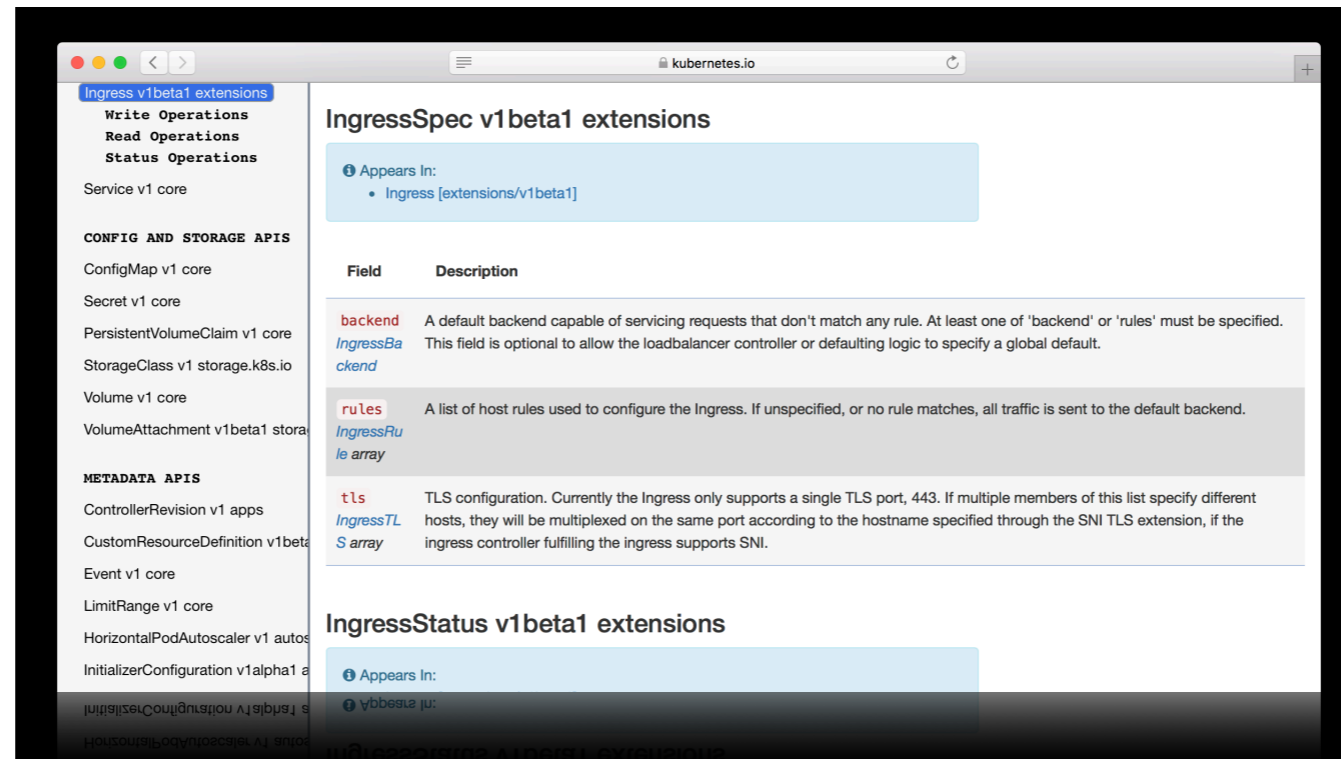 kubernetes.io
Ingress v1beta1 extensions
Write Operations
Read Operations
Status Operations
Service v1 core
CONFIG AND STORAGE APIS
ConfigMap v1 core
Secret v1 core
PersistentVolumeClaim v1 core
StorageClass v1 storage.k8s.io
Volume v1 core
VolumeAttachment v1beta1 stora
METADATA APIS
ControllerRevision v1 apps
CustomResourceDefinition v1beta
Event v1 core
LimitRange v1 core
HorizontalPodAutoscaler v1 autos
InitializerConfiguration v1alpha1 a
IngressSpec v1beta1 extensions
Appears In:
• Ingress [extensions/v1beta1]
Field Description
backend A default backend capable of servicing requests that don't match any rule. At least one of 'backend' or 'rules' must be specified.
IngressBa This field is optional to allow the loadbalancer controller or defaulting logic to specify a global default.
ckend
rules A list of host rules used to configure the Ingress. If unspecified, or no rule matches, all traffic is sent to the default backend.
IngressRu
le array
tls TLS configuration. Currently the Ingress only supports a single TLS port, 443. If multiple members of this list specify different
IngressTL hosts, they will be multiplexed on the same port according to the hostname specified through the SNI TLS extension, if the
S array ingress controller fulfilling the ingress supports SNI.
IngressStatus v1beta1 extensions
Appears In: